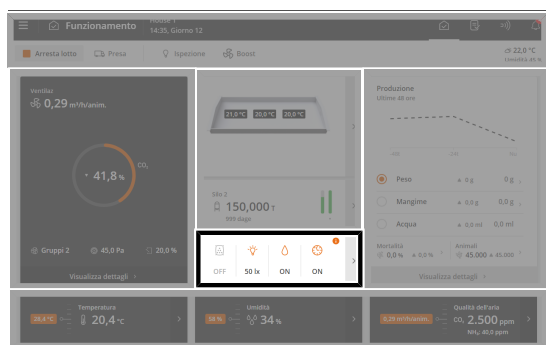 Funzionamento
House 1
14:35, Giorno 12
Arresta lotto
Presa
Ispezione
Boost
22,0 °C
Umidità 45 %
Ventilaz
0,29 m³/h/anim.
CO₂
41,8 %
Gruppi 2
45,0 Pa
20,0 %
Visualizza dettagli
21,0 °C 20,0 °C 20,0 °C
Silo 2
150,000 T
999 dage
OFF
50 lx
ON
ON
Produzione
Ultime 48 ore
Peso
0 g
0 g
Mangime
0,0 g
0,0 g
Acqua
0,0 ml
0,0 ml
Mortalità
0,0 %
0,0 %
Animali
45.000
45.000
Visualizza dettagli
Temperatura
20,4 °C
20,4 °C
Umidità
58 %
34 %
Qualità dell'aria
0,29 m³/h/anim.
CO₂ 2.500 ppm
NH₃: 40,0 ppm